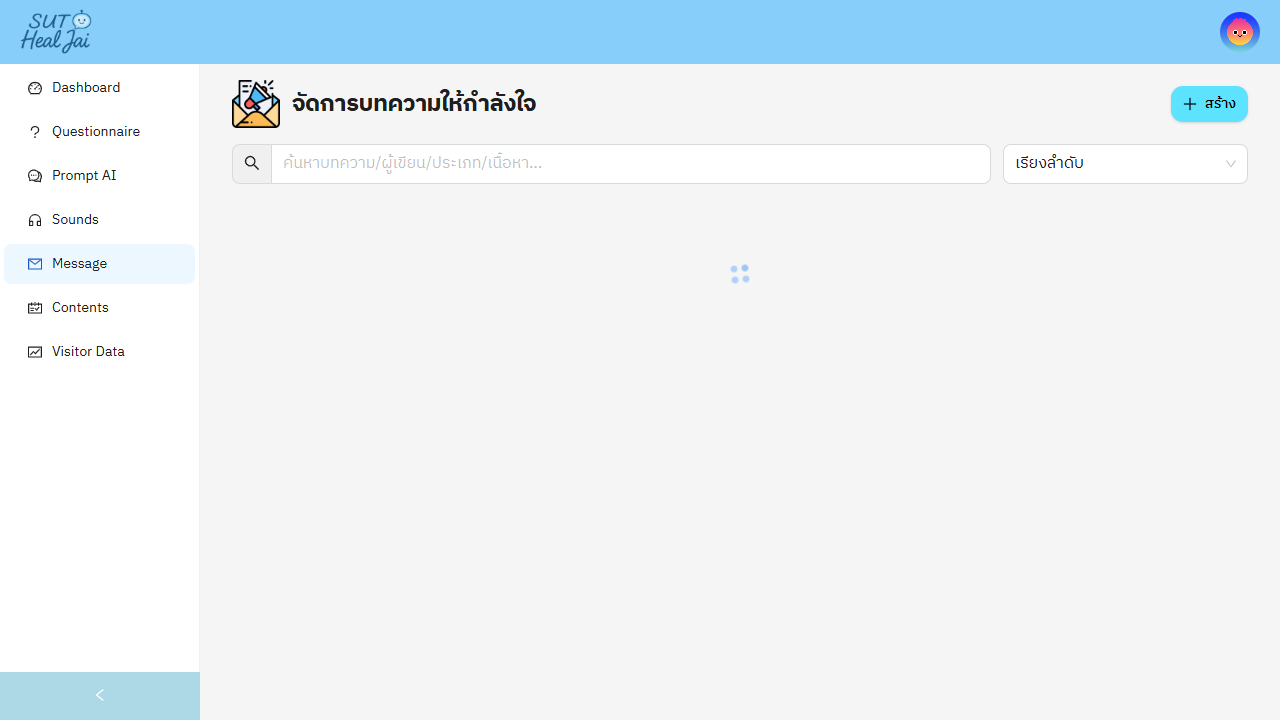 SUT
Heal Jai
Dashboard
Questionnaire
Prompt AI
Sounds
Message
Contents
Visitor Data
จัดการบทความให้กำลังใจ
สร้าง
ค้นหาบทความ/ผู้เขียน/ประเภท/เนื้อหา...
เรียงลำดับ